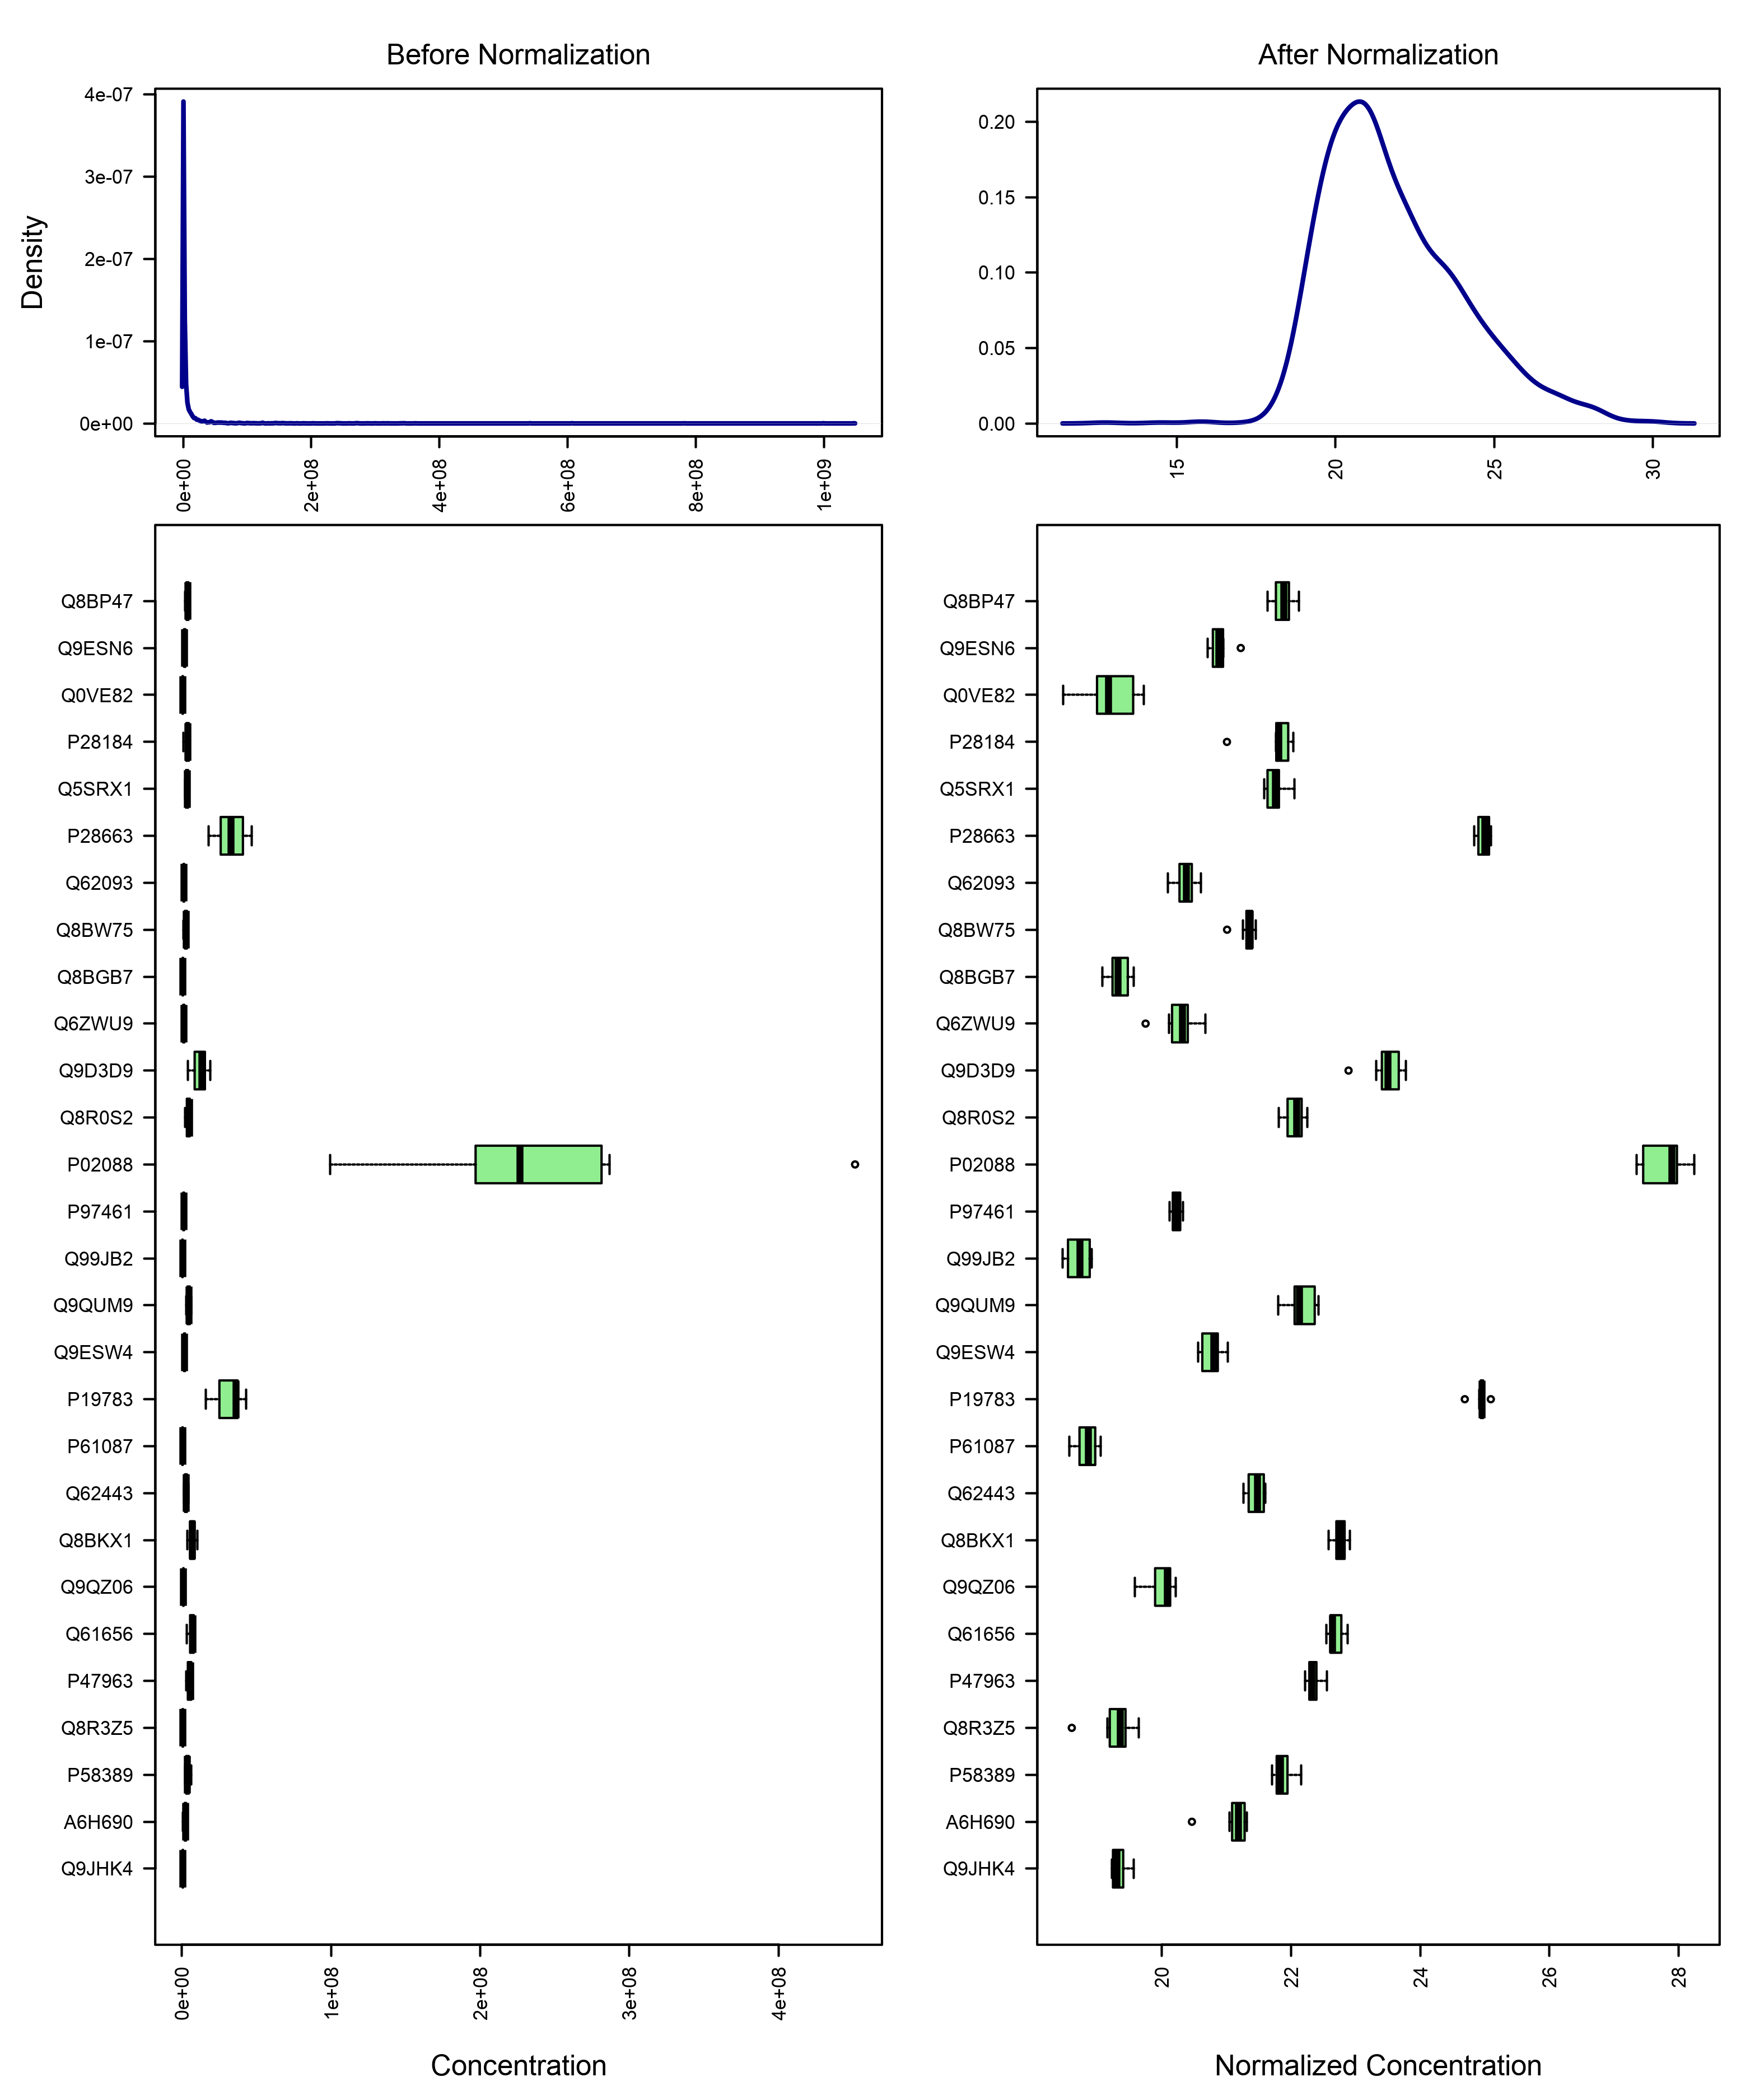 Before Normalization
After Normalization
Density
4e-07
3e-07
2e-07
1e-07
0e+00
0e+00
2e+08
4e+08
6e+08
8e+08
1e+09
0.20
0.15
0.10
0.05
0.00
15
20
25
30
Q8BP47
Q9ESN6
Q0VE82
P28184
Q5SRX1
P28663
Q62093
Q8BW75
Q8BGB7
Q6ZWU9
Q9D3D9
Q8R0S2
P02088
P97461
Q99JB2
Q9QUM9
Q9ESW4
P19783
P61087
Q62443
Q8BKX1
Q9QZ06
Q61656
P47963
Q8R3Z5
P58389
A6H690
Q9JHK4
0e+00
1e+08
2e+08
3e+08
4e+08
Concentration
Q8BP47
Q9ESN6
Q0VE82
P28184
Q5SRX1
P28663
Q62093
Q8BW75
Q8BGB7
Q6ZWU9
Q9D3D9
Q8R0S2
P02088
P97461
Q99JB2
Q9QUM9
Q9ESW4
P19783
P61087
Q62443
Q8BKX1
Q9QZ06
Q61656
P47963
Q8R3Z5
P58389
A6H690
Q9JHK4
20
22
24
26
28
Normalized Concentration